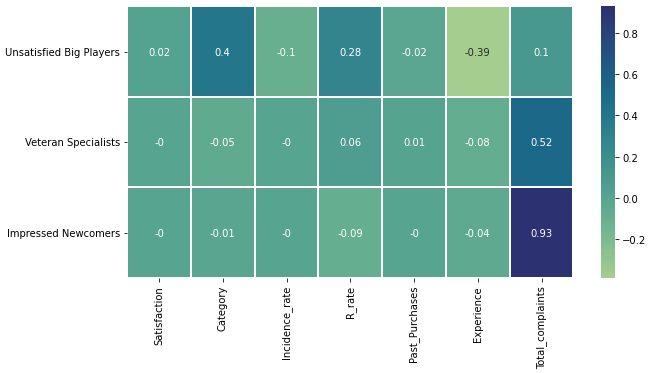 Unsatisfied Big Players 0.02 0.4 -0.1 0.28 -0.02 -0.39 0.1
Veteran Specialists -0 -0.05 -0 0.06 0.01 -0.08 0.52
Impressed Newcomers -0 -0.01 -0 -0.09 -0 -0.04 0.93
Satisfaction
Category
Incidence_rate
R_rate
Past_Purchases
Experience
Total_complaints
0.8
0.6
0.4
0.2
0.0
−0.2